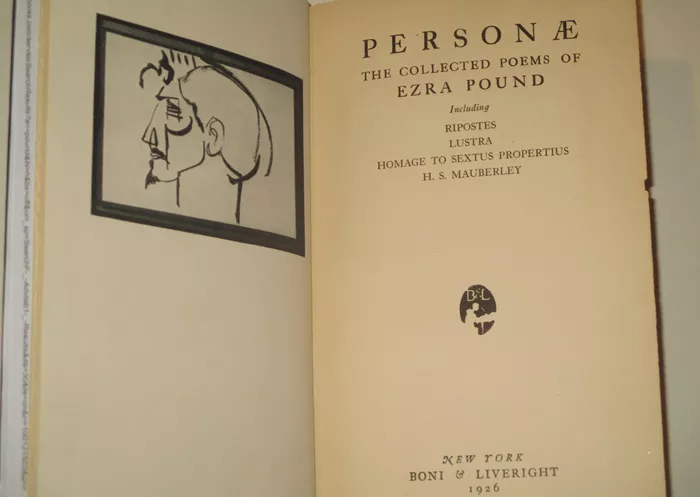 PERSONÆ
THE COLLECTED POEMS OF
EZRA POUND
Including
RIPOSTES
LUSTRA
HOMAGE TO SEXTUS PROPERTIUS
H. S. MAUBERLEY
B&L
NEW YORK
BONI & LIVERIGHT
1926